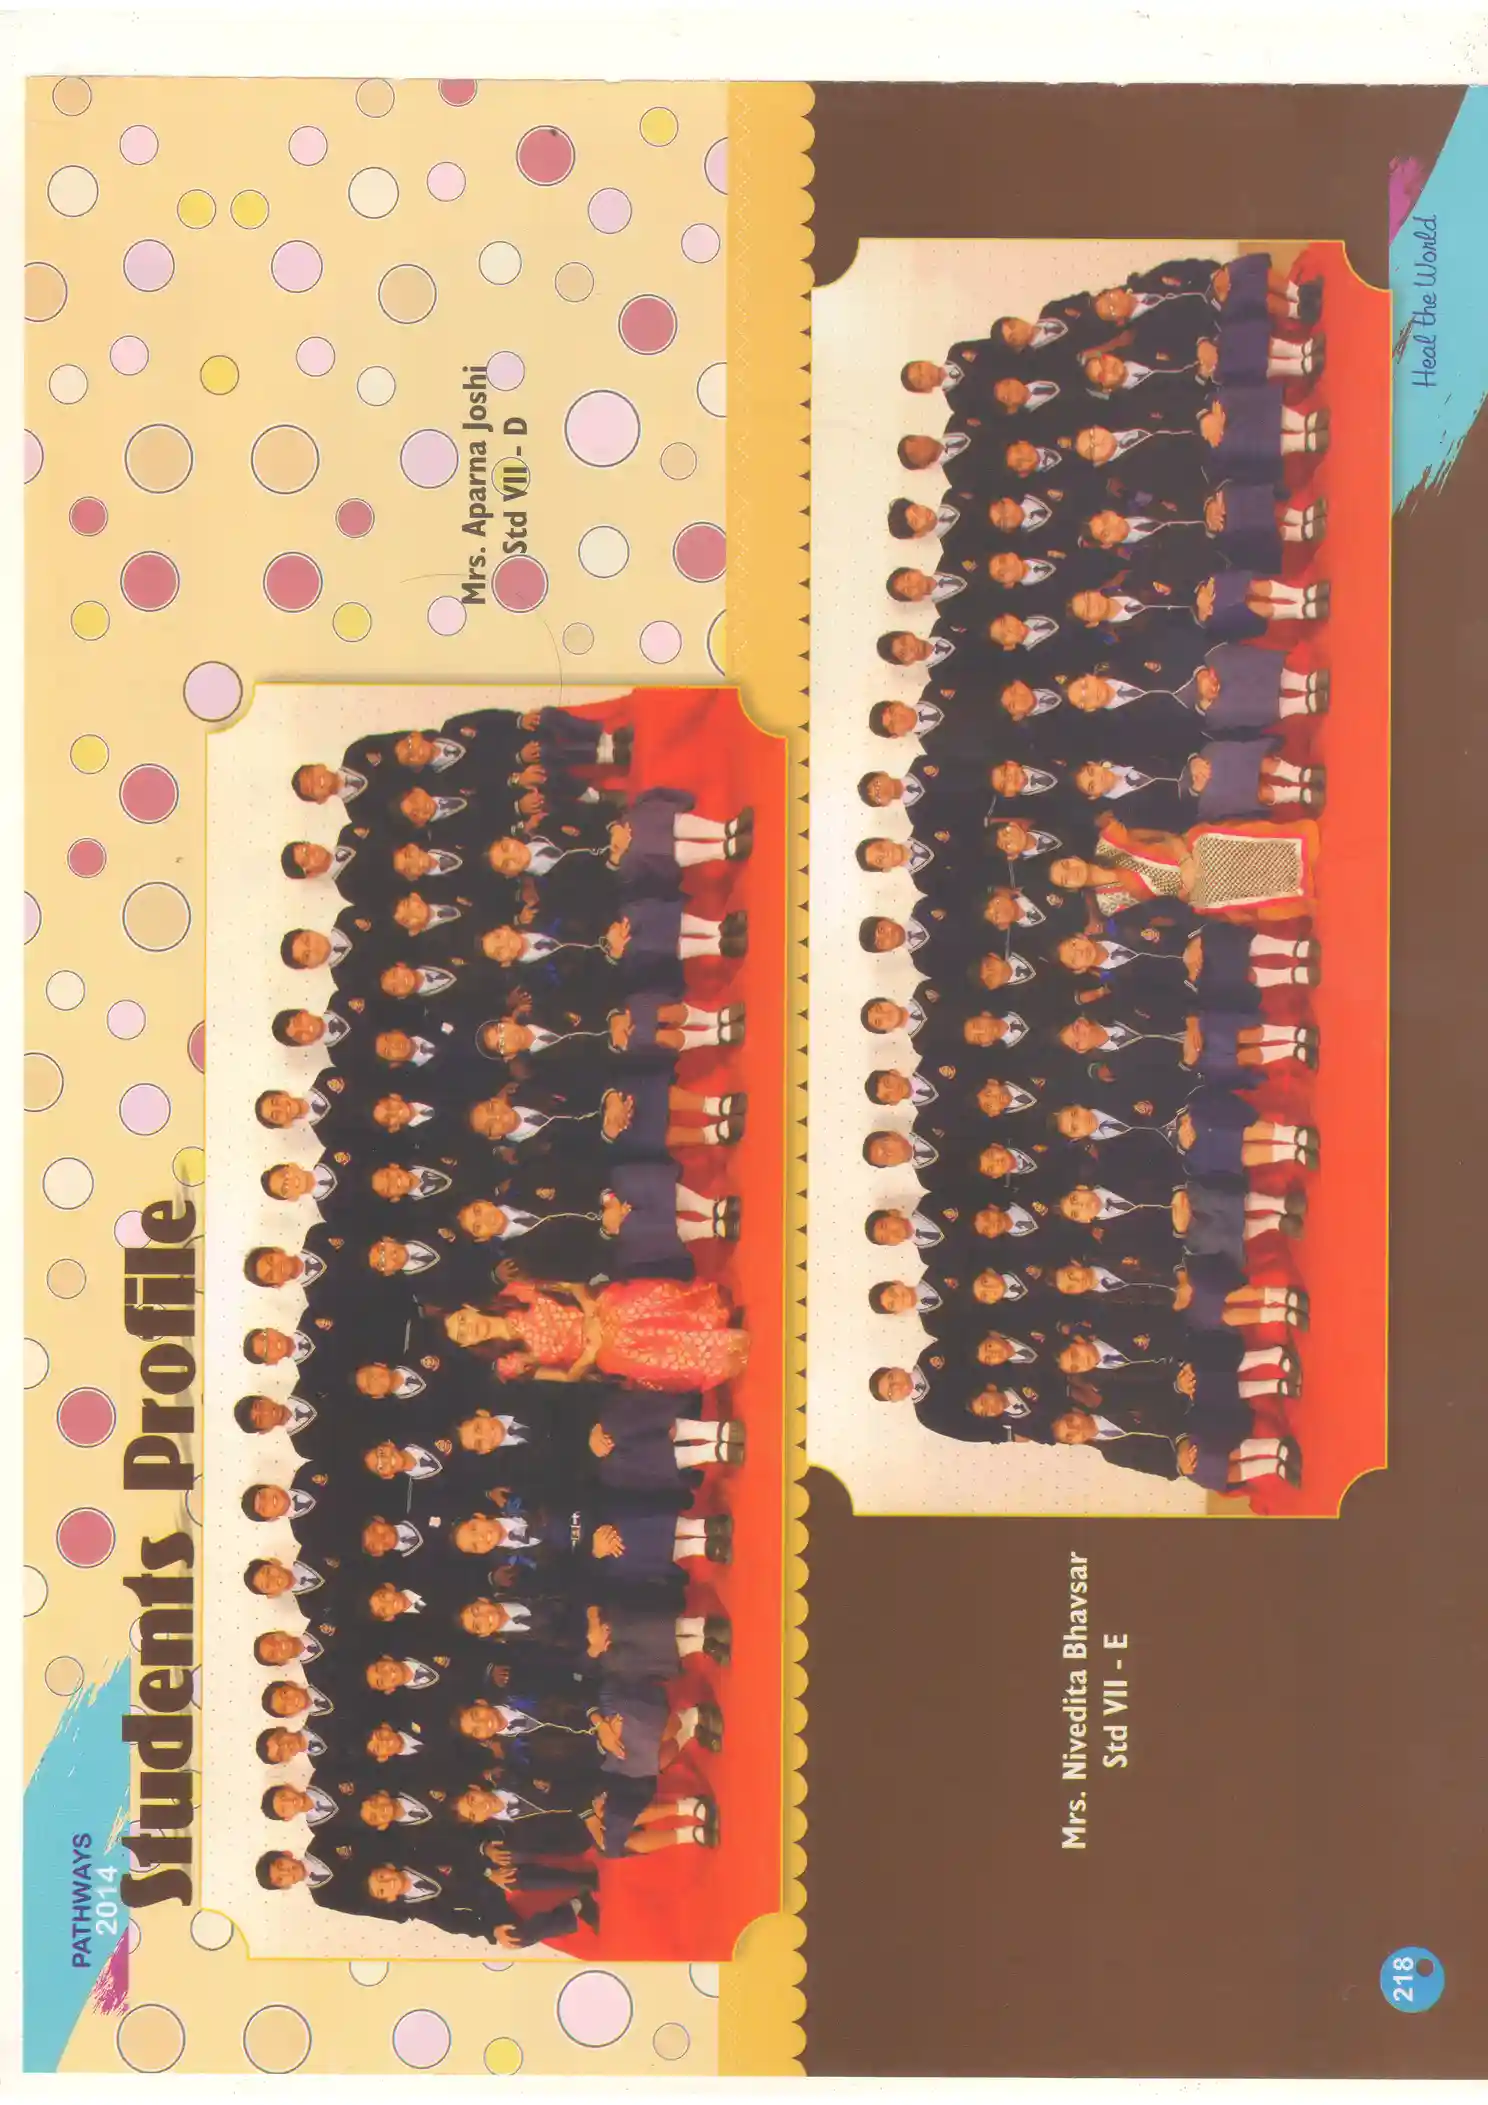 PATHWAYS
2014
Students Profile
Mrs. Aparna Joshi
Std VII - D
Mrs. Nivedita Bhavsar
Std VII - E
218
Heal the World